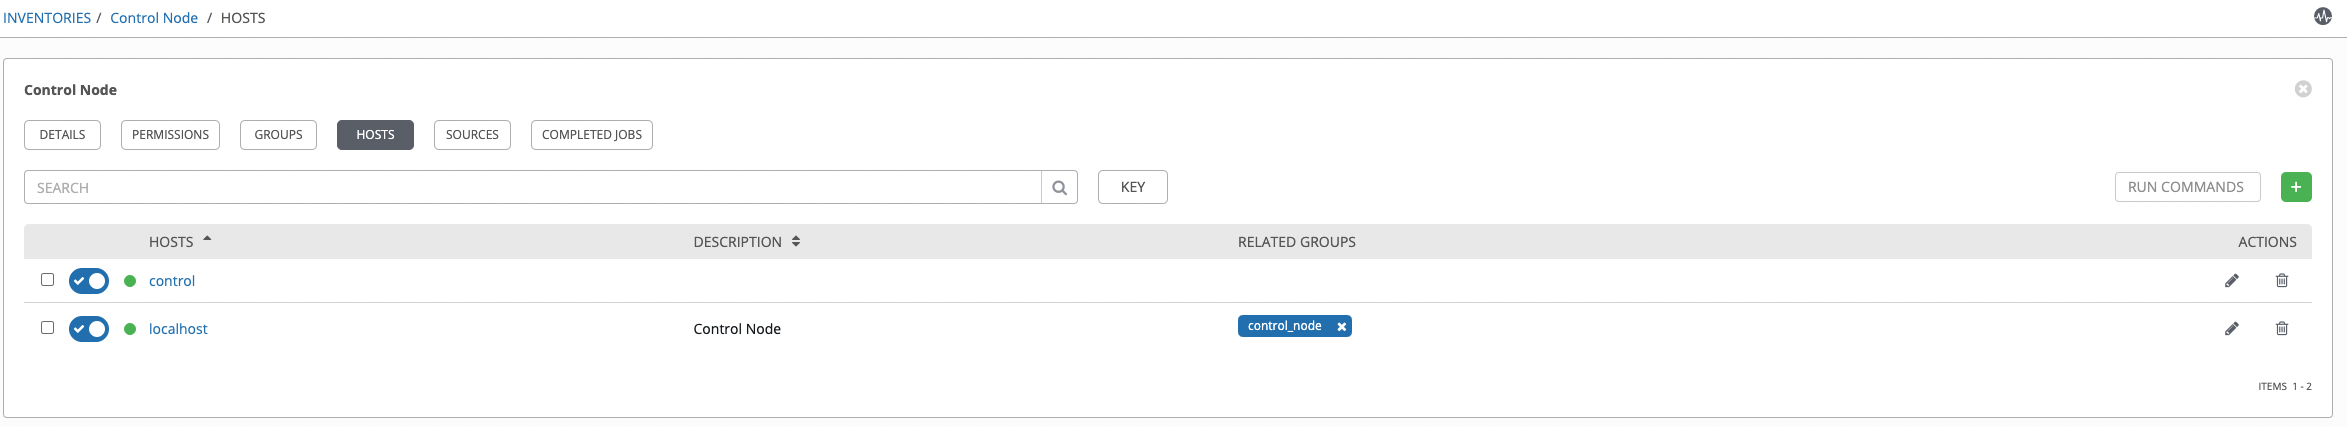 INVENTORIES / Control Node / HOSTS
Control Node
DETAILS PERMISSIONS GROUPS HOSTS SOURCES COMPLETED JOBS
SEARCH KEY RUN COMMANDS +
HOSTS DESCRIPTION RELATED GROUPS ACTIONS
control
localhost Control Node control_node
ITEMS 1 - 2